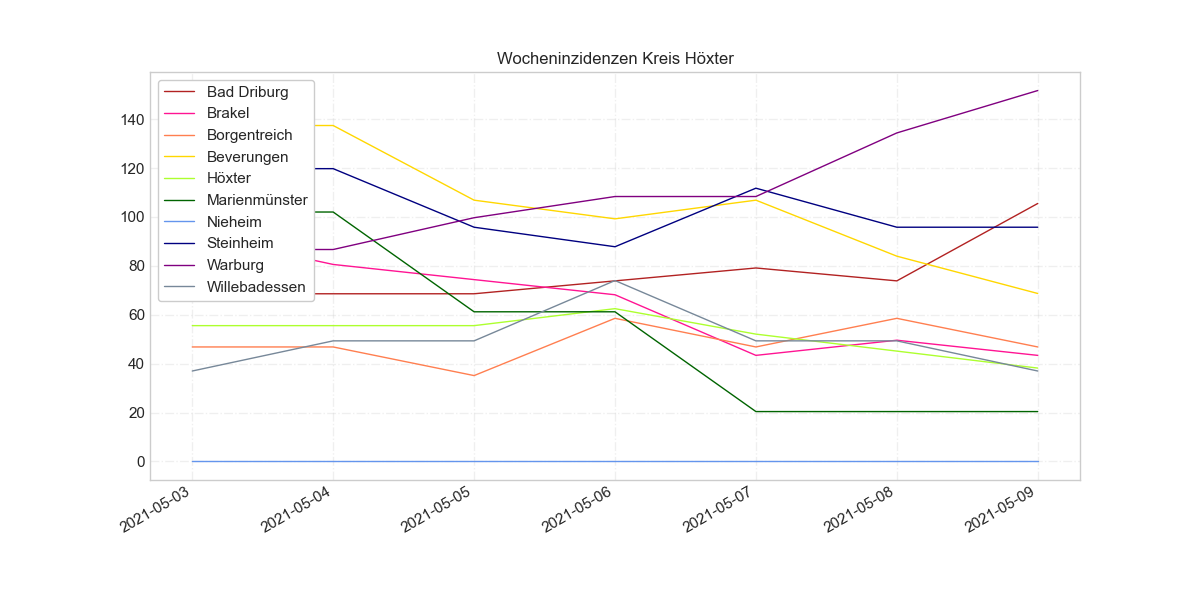 Wocheninzidenzen Kreis Höxter
Bad Driburg
Brakel
Borgentreich
Beverungen
Höxter
Marienmünster
Nieheim
Steinheim
Warburg
Willebadessen
140
120
100
80
60
40
20
0
2021-05-03
2021-05-04
2021-05-05
2021-05-06
2021-05-07
2021-05-08
2021-05-09